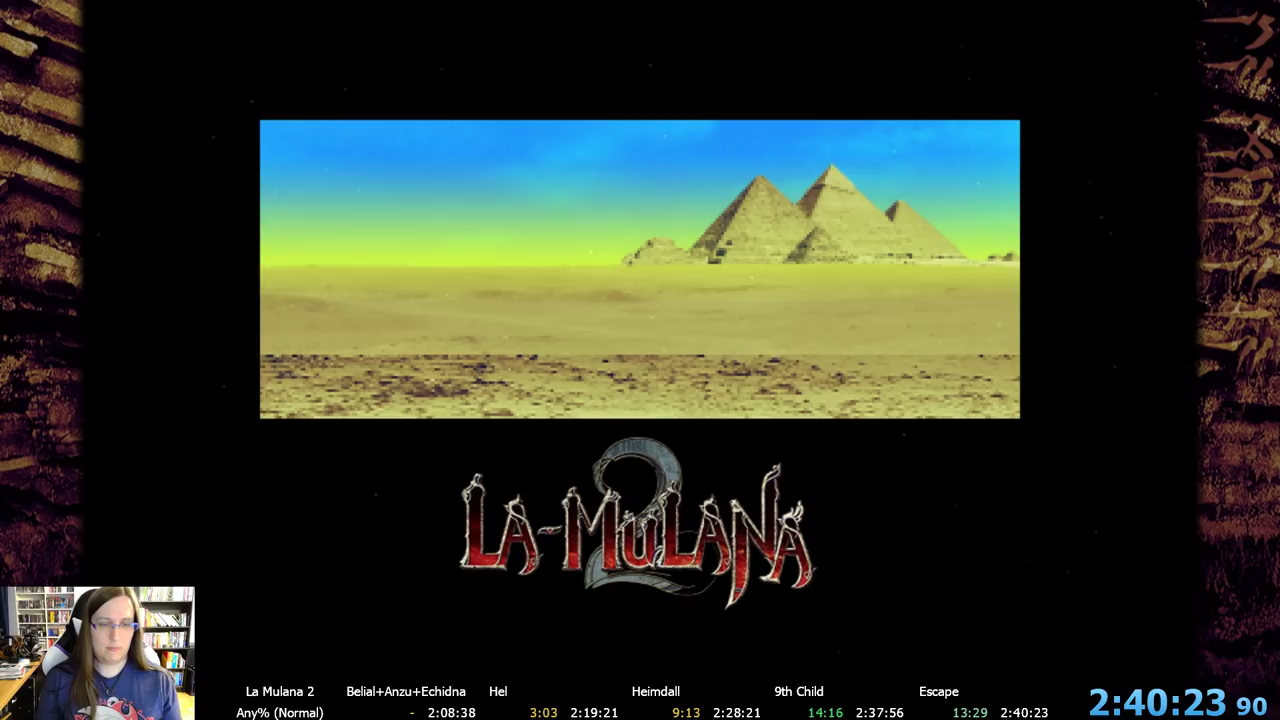 LA-MULANA
2
La Mulana 2 Belial+Anzu+Echidna Hel Heimdall 9th Child Escape
Any% (Normal) - 2:08:38 3:03 2:19:21 9:13 2:28:21 14:16 2:37:56 13:29 2:40:23
2:40:23 90